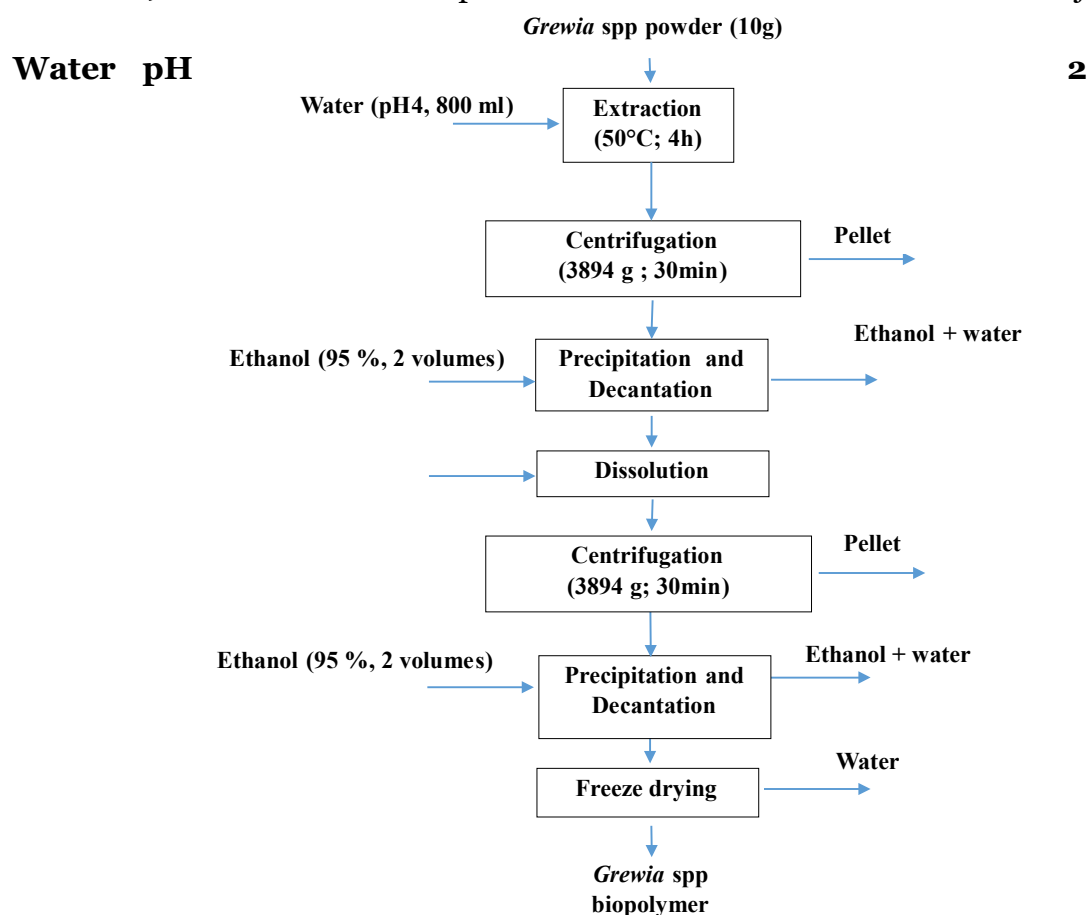 Grewia spp powder (10g)
Water pH 2
Water (pH4, 800 ml)
Extraction
(50°C; 4h)
Centrifugation
(3894 g ; 30min)
Pellet
Ethanol (95 %, 2 volumes)
Precipitation and
Decantation
Ethanol + water
Dissolution
Centrifugation
(3894 g; 30min)
Pellet
Ethanol (95 %, 2 volumes)
Precipitation and
Decantation
Ethanol + water
Freeze drying
Water
Grewia spp
biopolymer